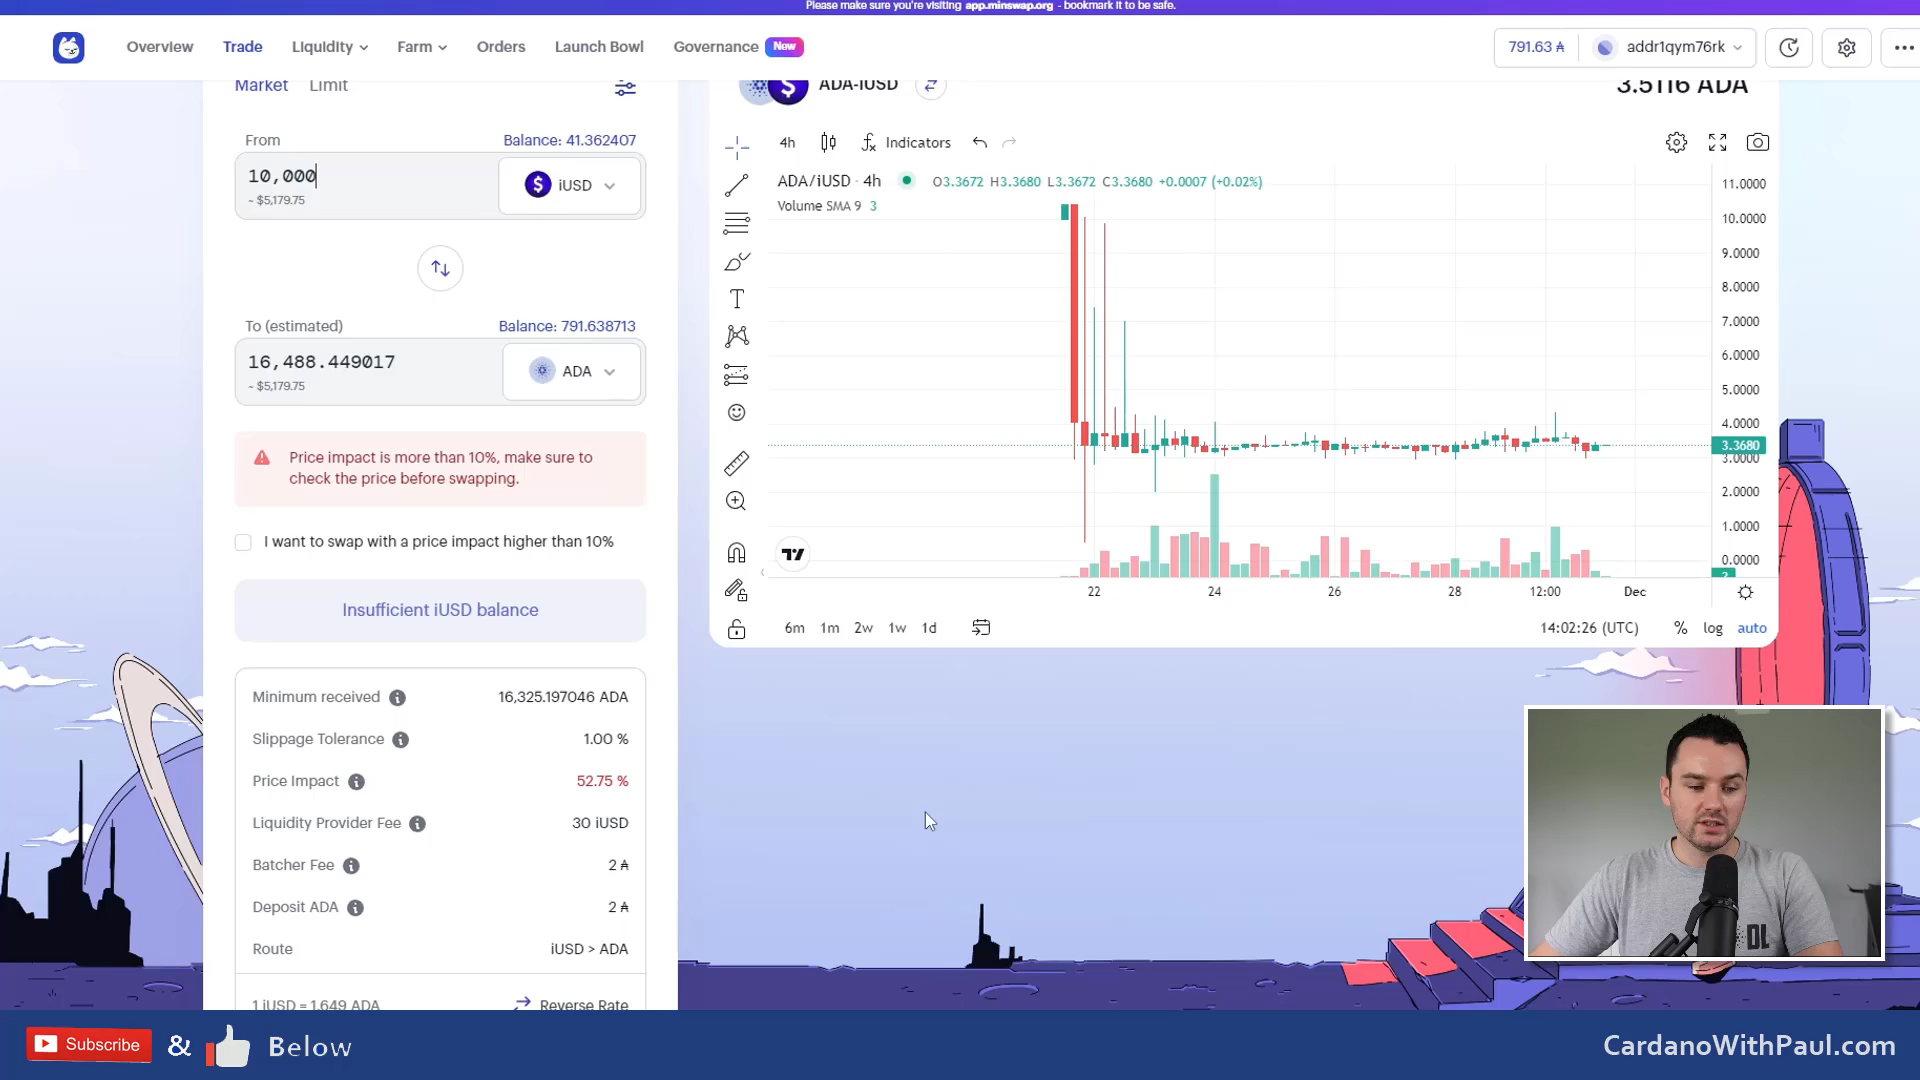 Please make sure you're visiting app.minswap.org - bookmark it to be safe.
Overview Trade Liquidity Farm Orders Launch Bowl Governance New
791.63 ₳ addr1qym76rk
Market Limit
From Balance: 41.362407
10,000 iUSD
~ $5,179.75
To (estimated) Balance: 791.638713
16,488.449017 ADA
~ $5,179.75
Price impact is more than 10%, make sure to
check the price before swapping.
I want to swap with a price impact higher than 10%
Insufficient iUSD balance
Minimum received 16,325.197046 ADA
Slippage Tolerance 1.00 %
Price Impact 52.75 %
Liquidity Provider Fee 30 iUSD
Batcher Fee 2 ₳
Deposit ADA 2 ₳
Route iUSD > ADA
1 iUSD = 1.649 ADA Reverse Rate
ADA-iUSD 3.5116 ADA
4h Indicators
ADA/iUSD · 4h O3.3672 H3.3680 L3.3672 C3.3680 +0.0007 (+0.02%)
Volume SMA 9 3
11.0000
10.0000
9.0000
8.0000
7.0000
6.0000
5.0000
4.0000
3.3680
3.0000
2.0000
1.0000
0.0000
2
22 24 26 28 12:00 Dec
6m 1m 2w 1w 1d 14:02:26 (UTC) % log auto
DL
Subscribe & Below
CardanoWithPaul.com